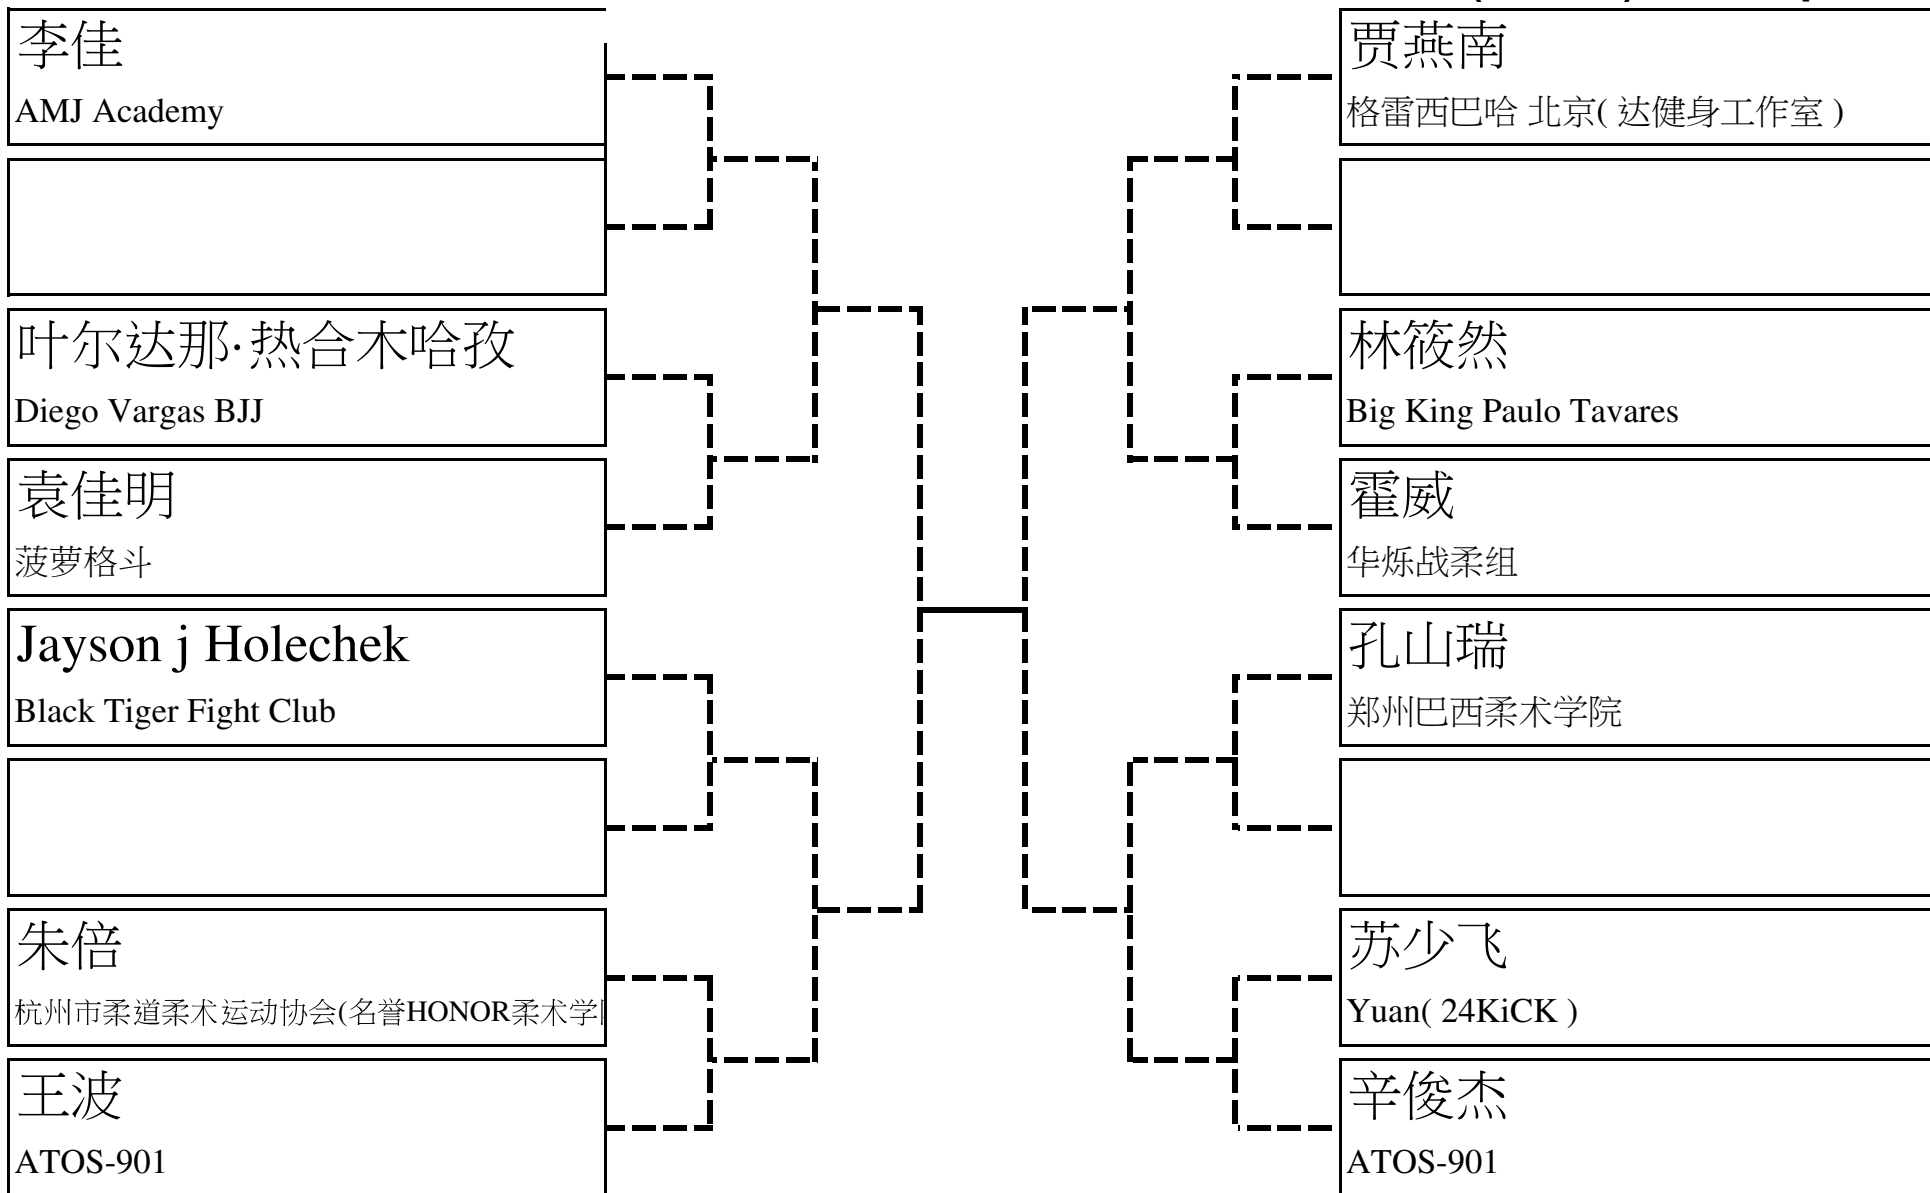 李佳
AMJ Academy
叶尔达那·热合木哈孜
Diego Vargas BJJ
袁佳明
菠萝格斗
Jayson j Holechek
Black Tiger Fight Club
朱倍
杭州市柔道柔术运动协会(名誉HONOR柔术学
王波
ATOS-901
贾燕南
格雷西巴哈 北京( 达健身工作室 )
林筱然
Big King Paulo Tavares
霍威
华烁战柔组
孔山瑞
郑州巴西柔术学院
苏少飞
Yuan( 24KiCK )
辛俊杰
ATOS-901